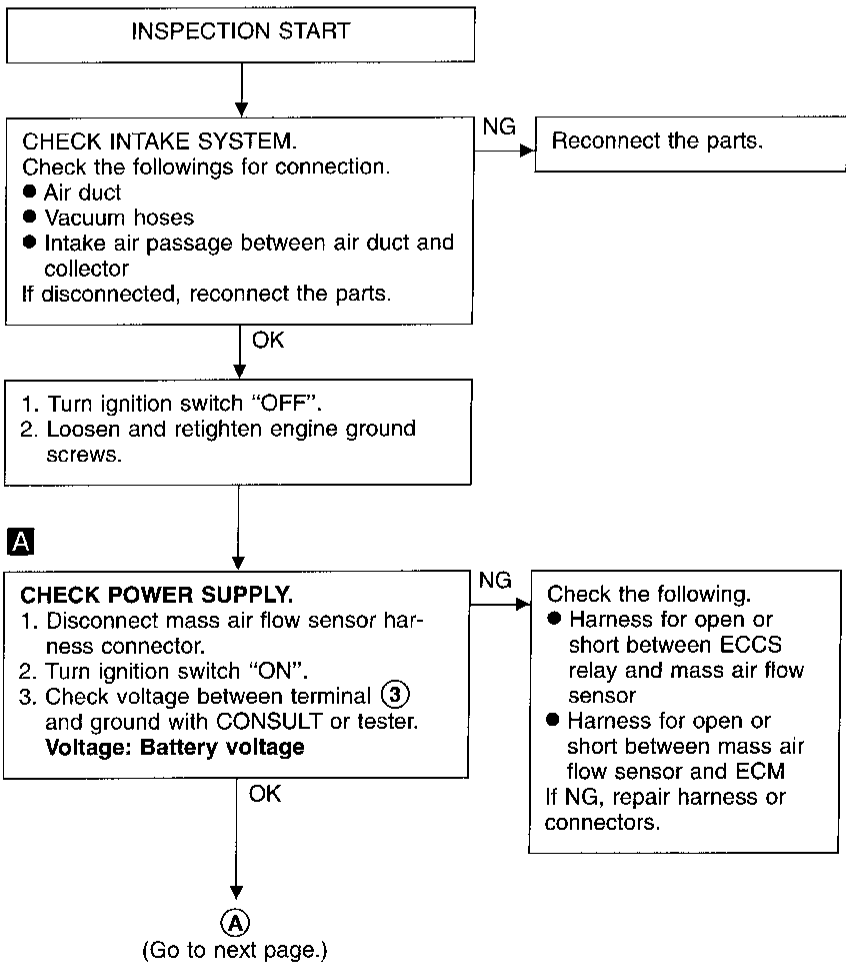 INSPECTION START
CHECK INTAKE SYSTEM.
Check the followings for connection.
● Air duct
● Vacuum hoses
● Intake air passage between air duct and
collector
If disconnected, reconnect the parts.
NG
Reconnect the parts.
OK
1. Turn ignition switch “OFF”.
2. Loosen and retighten engine ground
screws.
A
CHECK POWER SUPPLY.
1. Disconnect mass air flow sensor har-
ness connector.
2. Turn ignition switch “ON”.
3. Check voltage between terminal ③
and ground with CONSULT or tester.
Voltage: Battery voltage
NG
Check the following.
● Harness for open or
short between ECCS
relay and mass air flow
sensor
● Harness for open or
short between mass air
flow sensor and ECM
If NG, repair harness or
connectors.
OK
Ⓐ
(Go to next page.)